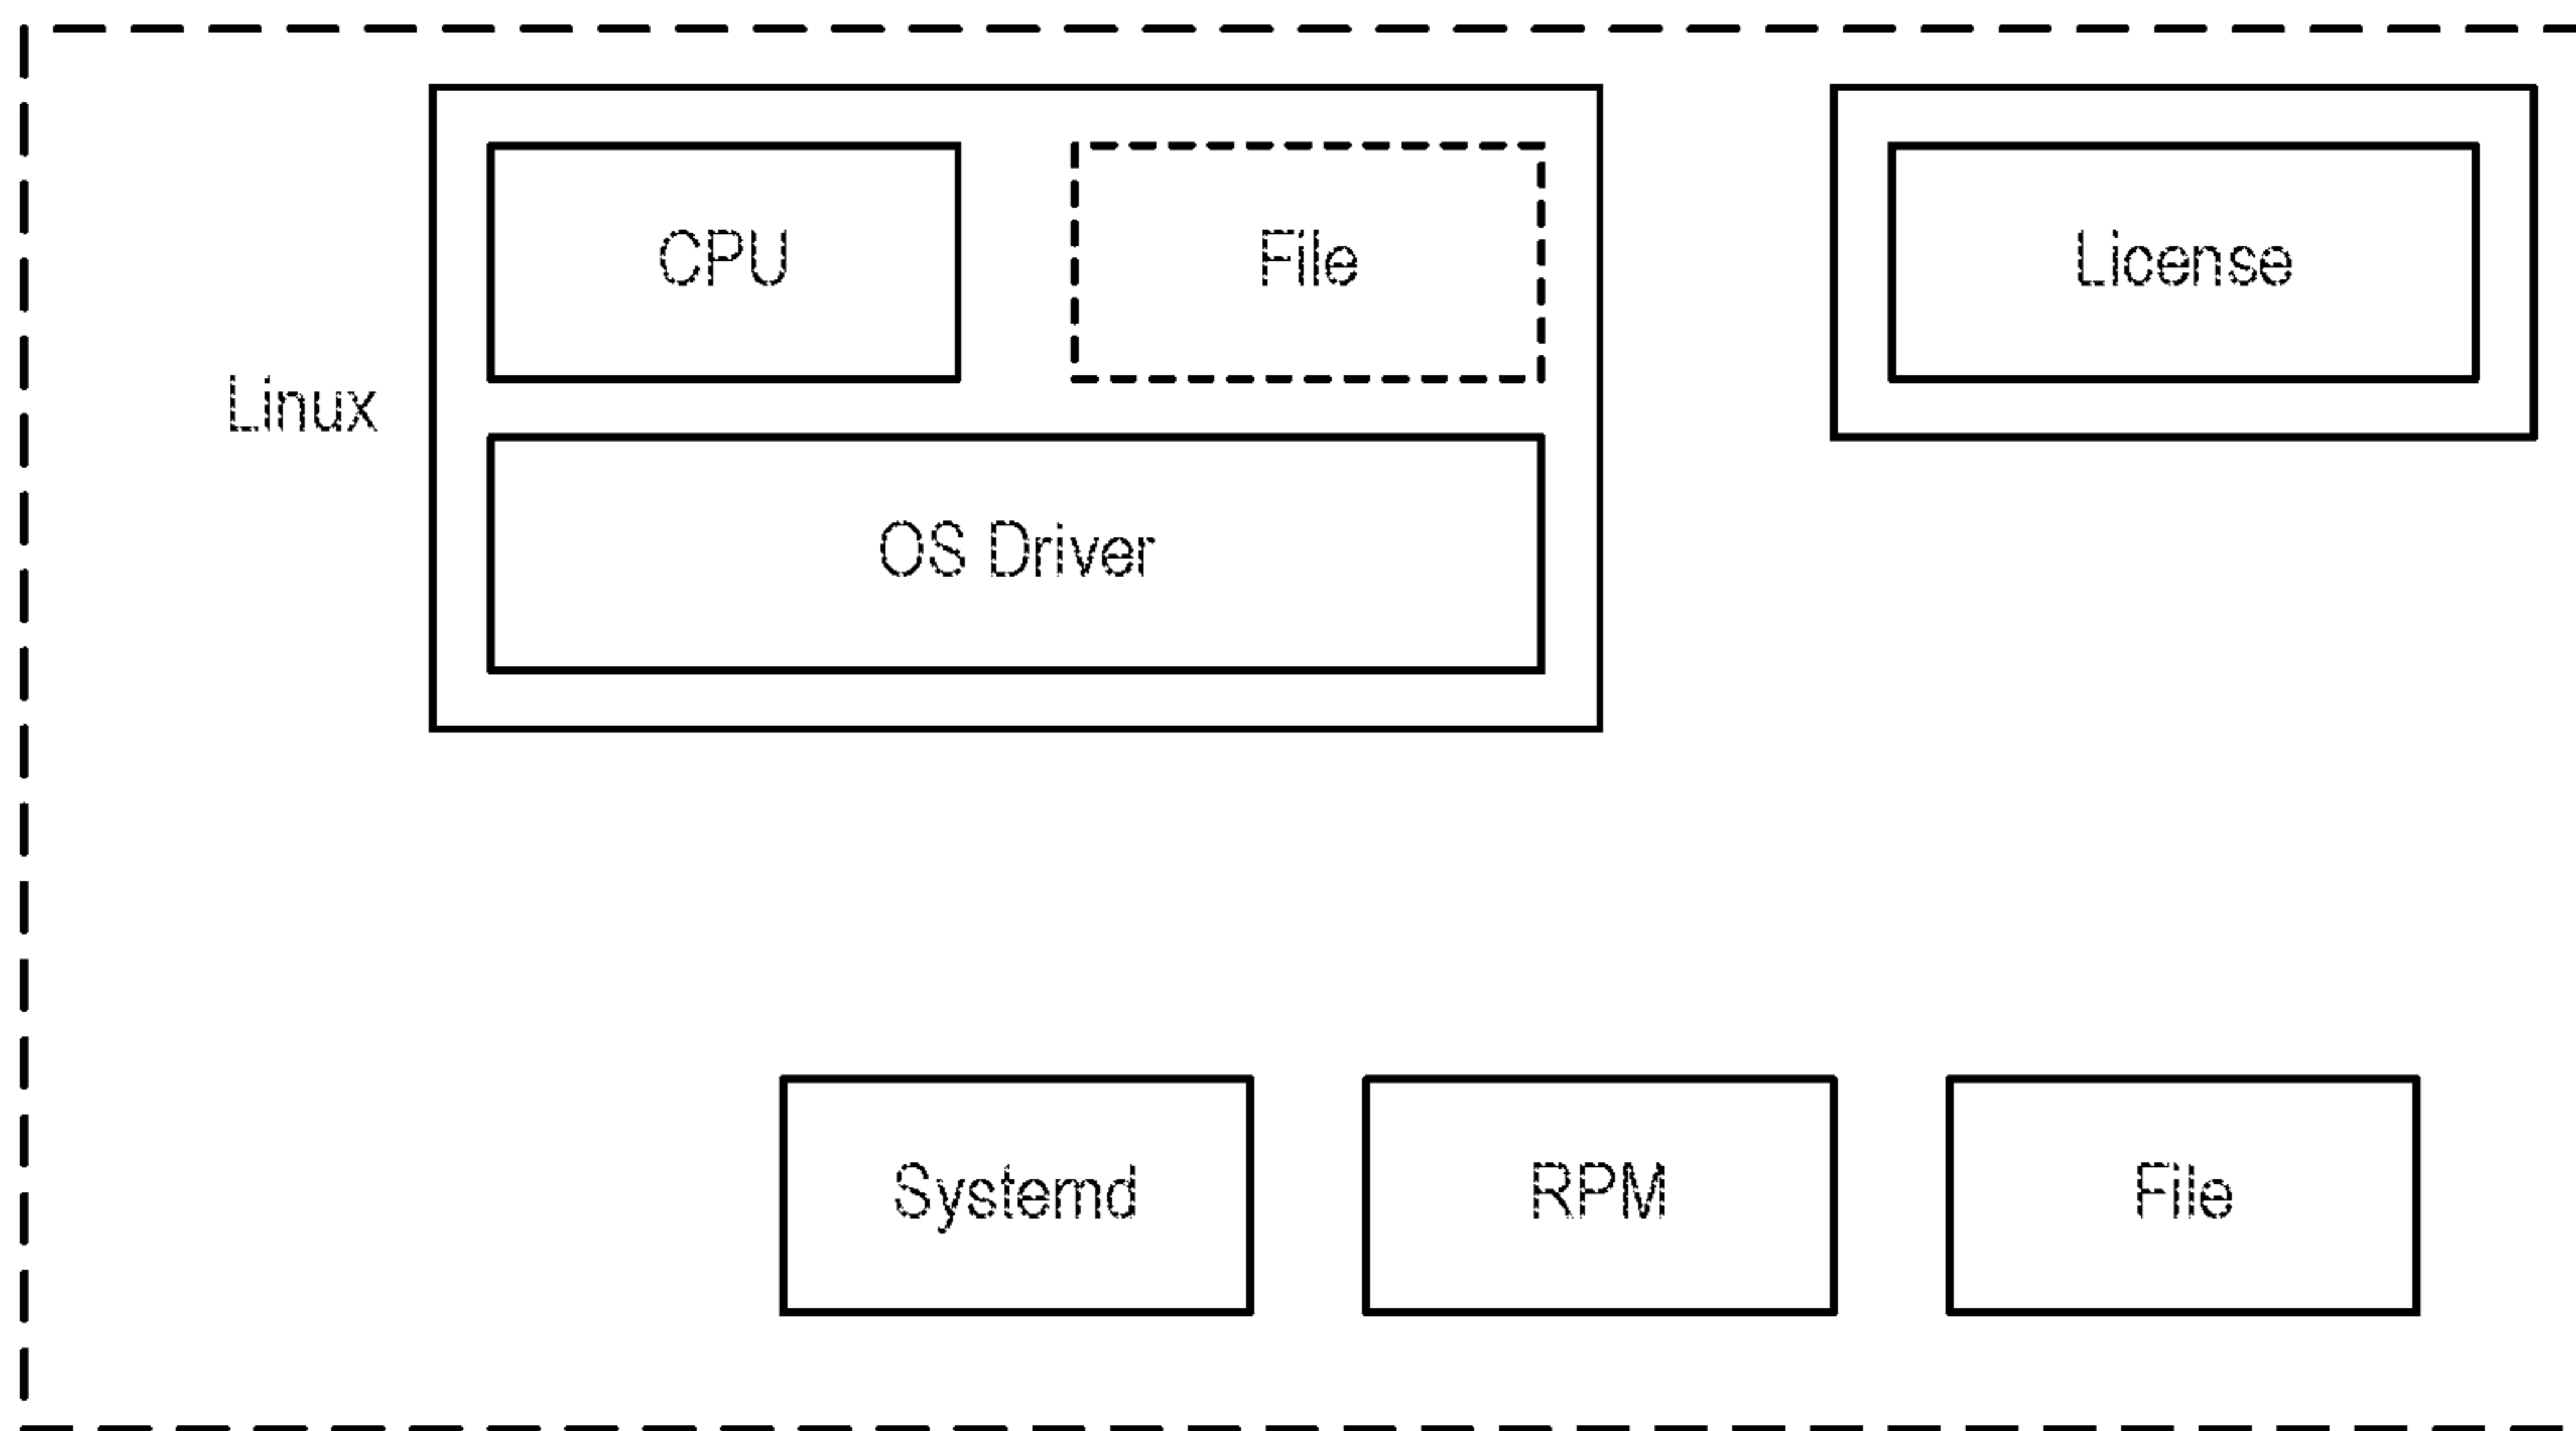 CPU
File
License
Linux
OS Driver
Systemd
RPM
File